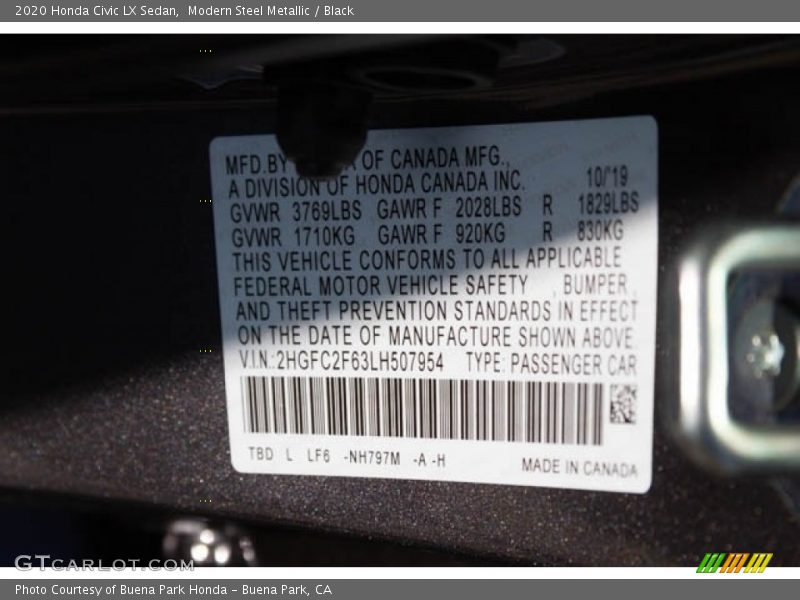 2020 Honda Civic LX Sedan, Modern Steel Metallic / Black
MFD.BY OF CANADA MFG.,
A DIVISION OF HONDA CANADA INC. 10/'19
GVWR 3769LBS GAWR F 2028LBS R 1829LBS
GVWR 1710KG GAWR F 920KG R 830KG
THIS VEHICLE CONFORMS TO ALL APPLICABLE
FEDERAL MOTOR VEHICLE SAFETY, BUMPER,
AND THEFT PREVENTION STANDARDS IN EFFECT
ON THE DATE OF MANUFACTURE SHOWN ABOVE.
V.I.N.:2HGFC2F63LH507954 TYPE: PASSENGER CAR
TBD L LF6 -NH797M -A -H
MADE IN CANADA
GTCARLOT.COM
Photo Courtesy of Buena Park Honda - Buena Park, CA